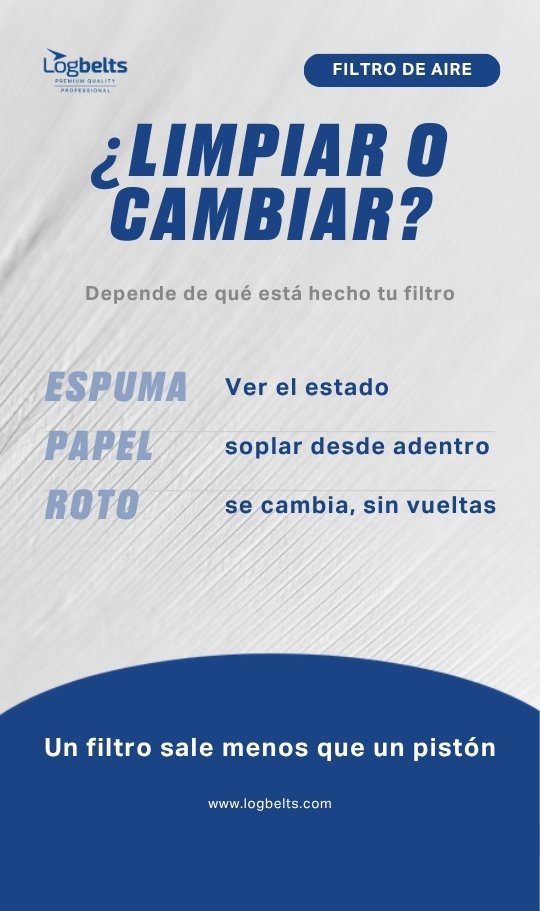 Logbelts
PREMIUM QUALITY
PROFESSIONAL
FILTRO DE AIRE
¿LIMPIAR O
CAMBIAR?
Depende de qué está hecho tu filtro
ESPUMA Ver el estado
PAPEL soplar desde adentro
ROTO se cambia, sin vueltas
Un filtro sale menos que un pistón
www.logbelts.com